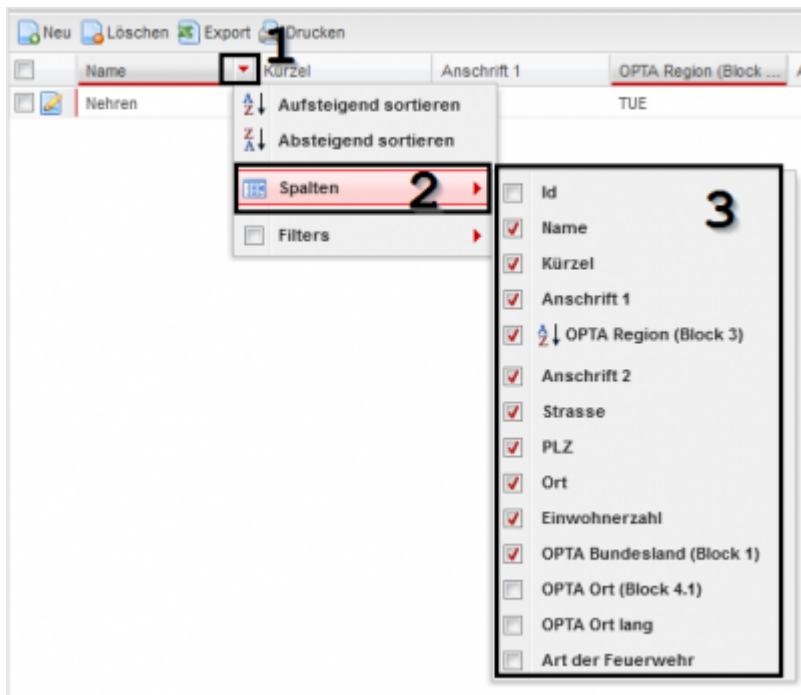 Neu Löschen Export Drucken
1
Name Kürzel Anschrift 1 OPTA Region (Block ...
Nehren TUE
Aufsteigend sortieren
Absteigend sortieren
Spalten 2
Filters
3
Id
Name
Kürzel
Anschrift 1
OPTA Region (Block 3)
Anschrift 2
Strasse
PLZ
Ort
Einwohnerzahl
OPTA Bundesland (Block 1)
OPTA Ort (Block 4.1)
OPTA Ort lang
Art der Feuerwehr